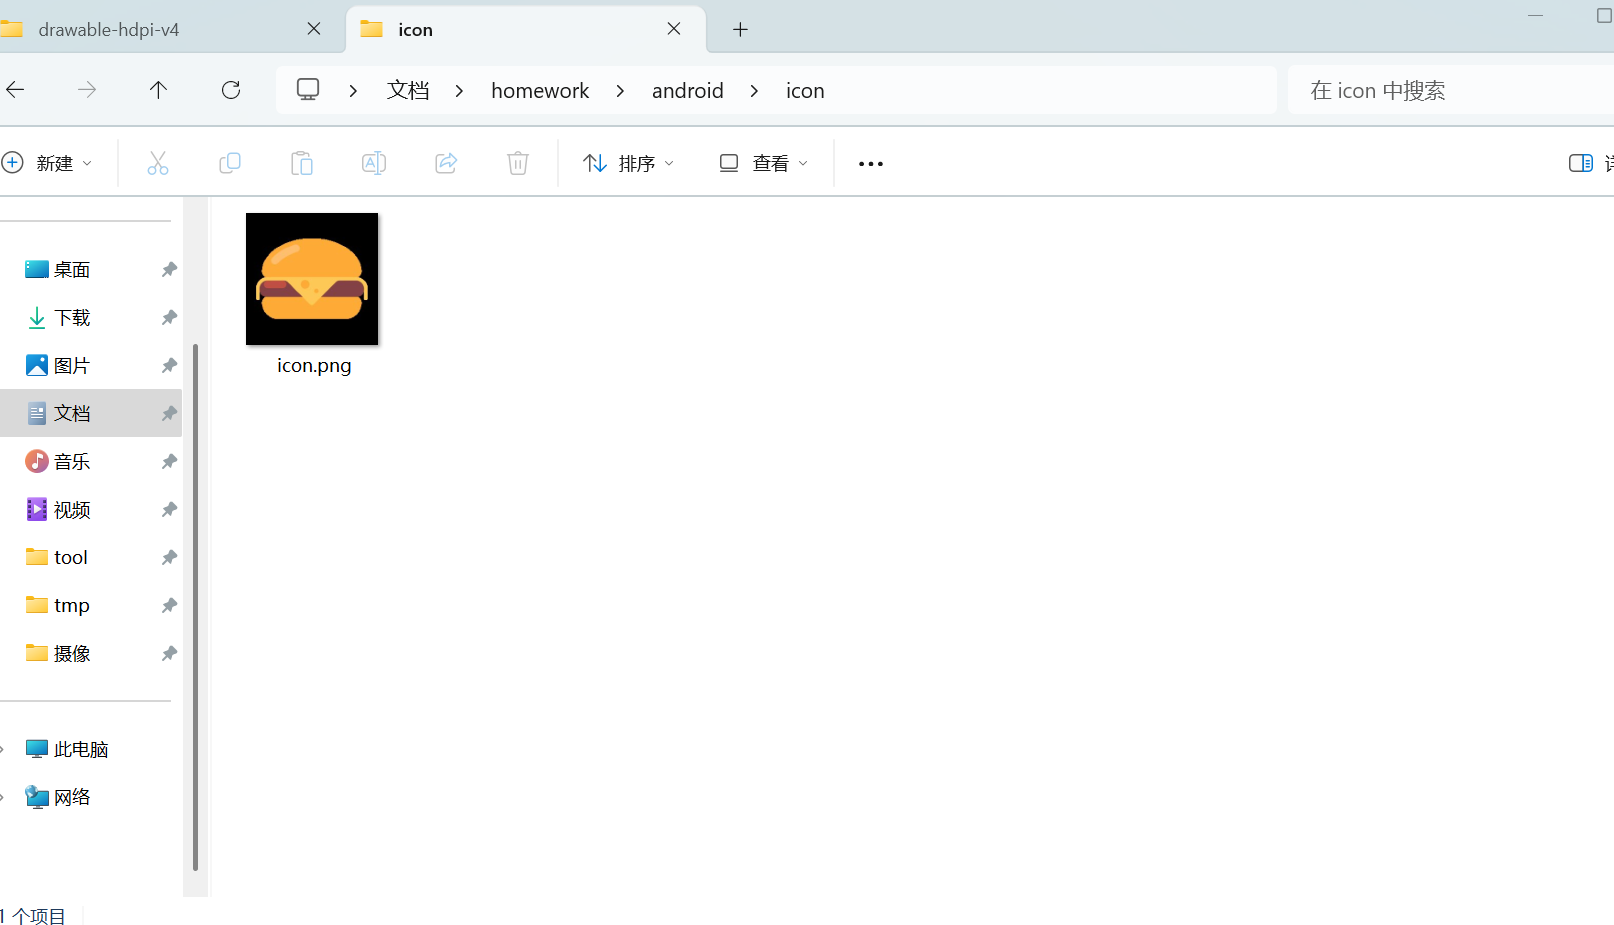 drawable-hdpi-v4
icon
文档 homework android icon
在 icon 中搜索
新建 排序 查看
桌面
下载
图片
文档
音乐
视频
tool
tmp
摄像
此电脑
网络
icon.png
1 个项目